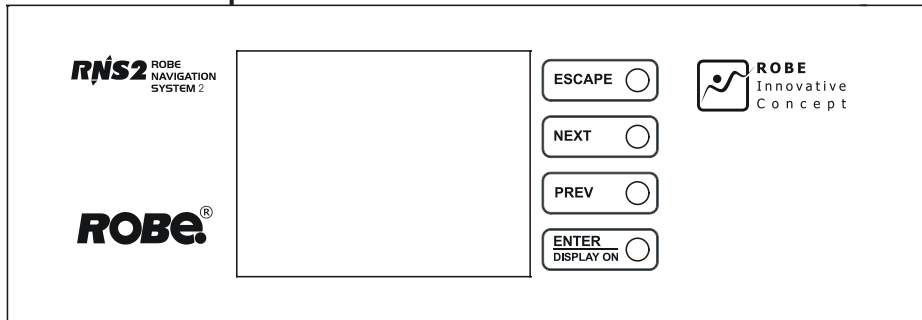 RNS2 ROBE
NAVIGATION
SYSTEM 2
ROBE®
ESCAPE
NEXT
PREV
ENTER
DISPLAY ON
ROBE
Innovative
Concept